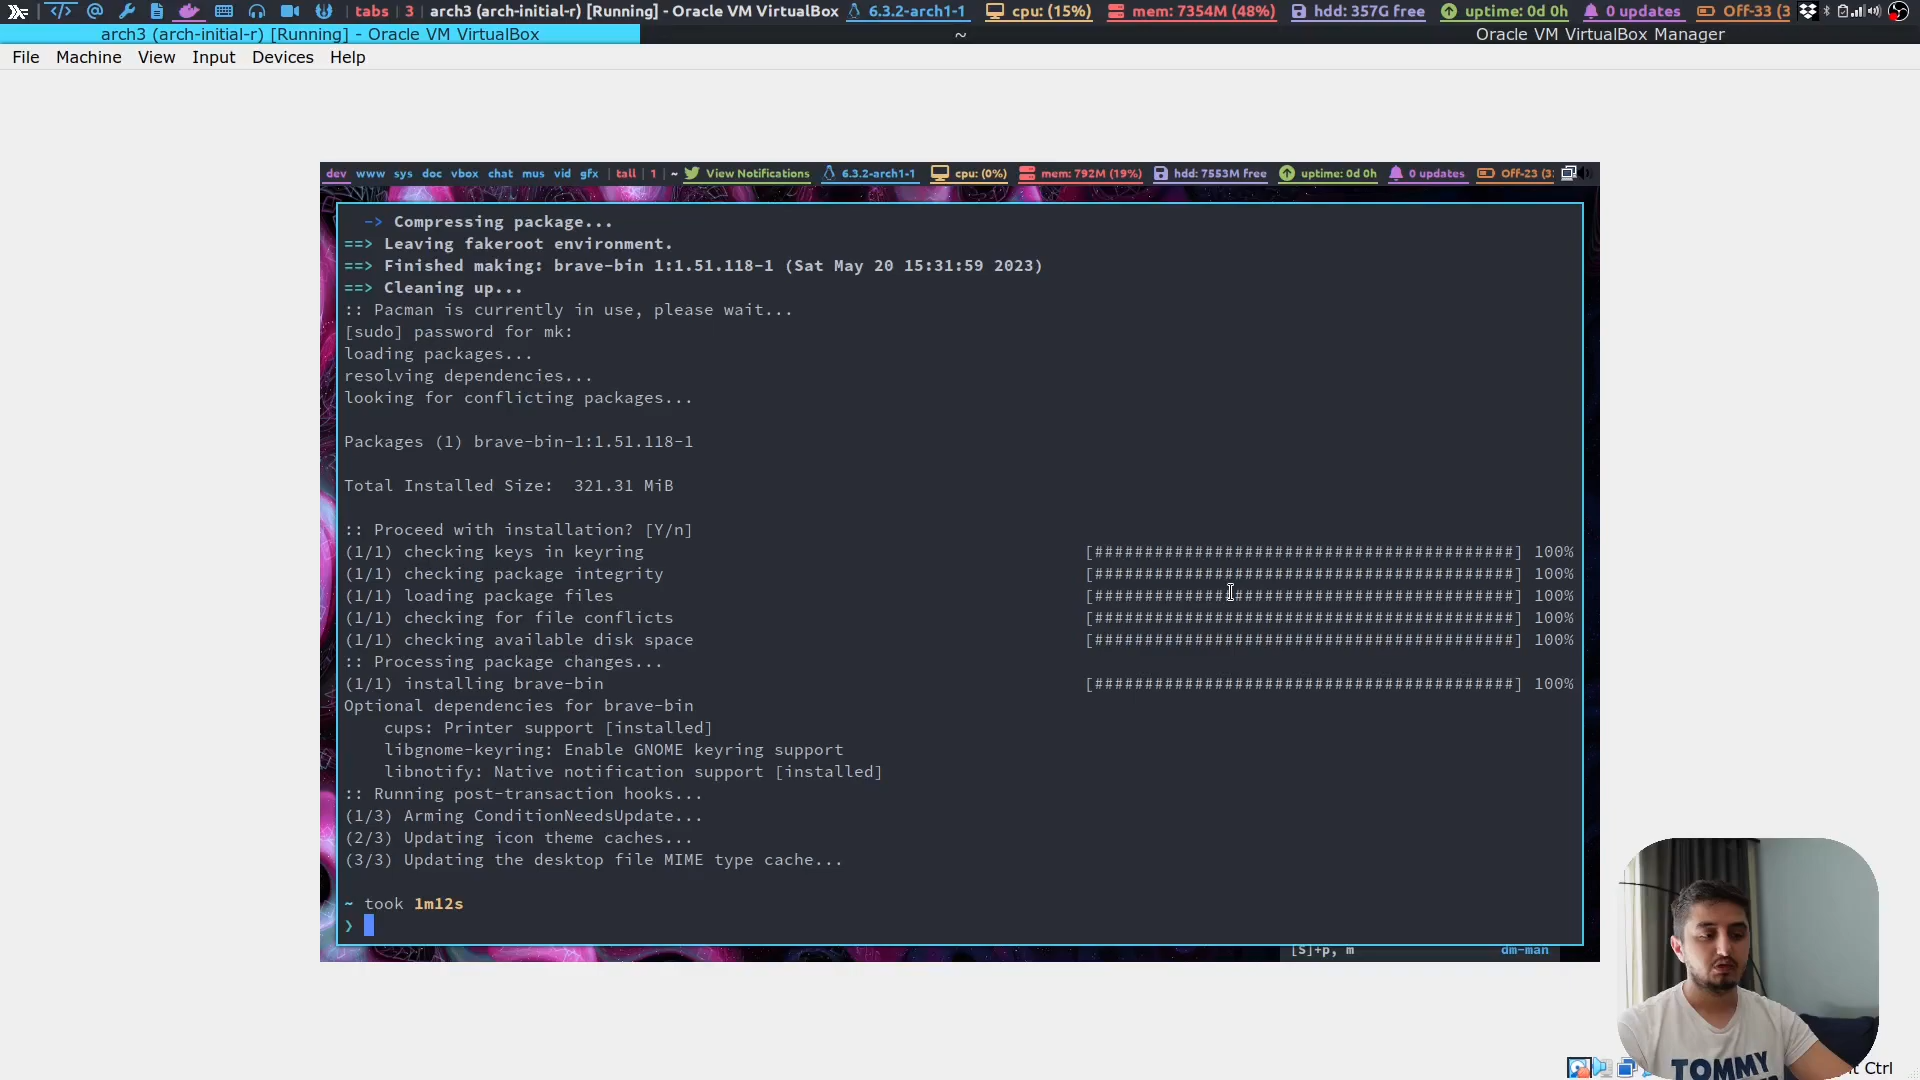 tabs 3 arch3 (arch-initial-r) [Running] - Oracle VM VirtualBox 6.3.2-arch1-1 cpu: (15%) mem: 7354M (48%) hdd: 357G free uptime: 0d 0h 0 updates Off-33 (3
arch3 (arch-initial-r) [Running] - Oracle VM VirtualBox ~ Oracle VM VirtualBox Manager
File Machine View Input Devices Help
dev www sys doc vbox chat mus vid gfx | tall | 1 ~ View Notifications 6.3.2-arch1-1 cpu: (0%) mem: 792M (19%) hdd: 7553M free uptime: 0d 0h 0 updates Off-23 (3
-> Compressing package...
==> Leaving fakeroot environment.
==> Finished making: brave-bin 1:1.51.118-1 (Sat May 20 15:31:59 2023)
==> Cleaning up...
:: Pacman is currently in use, please wait...
[sudo] password for mk:
loading packages...
resolving dependencies...
looking for conflicting packages...
Packages (1) brave-bin-1:1.51.118-1
Total Installed Size:  321.31 MiB
:: Proceed with installation? [Y/n]
(1/1) checking keys in keyring [##########################################] 100%
(1/1) checking package integrity [##########################################] 100%
(1/1) loading package files [##########################################] 100%
(1/1) checking for file conflicts [##########################################] 100%
(1/1) checking available disk space [##########################################] 100%
:: Processing package changes...
(1/1) installing brave-bin [##########################################] 100%
Optional dependencies for brave-bin
cups: Printer support [installed]
libgnome-keyring: Enable GNOME keyring support
libnotify: Native notification support [installed]
:: Running post-transaction hooks...
(1/3) Arming ConditionNeedsUpdate...
(2/3) Updating icon theme caches...
(3/3) Updating the desktop file MIME type cache...
~ took 1m12s
❯
[S]+p, m dm-man
TOMMY
Ctrl